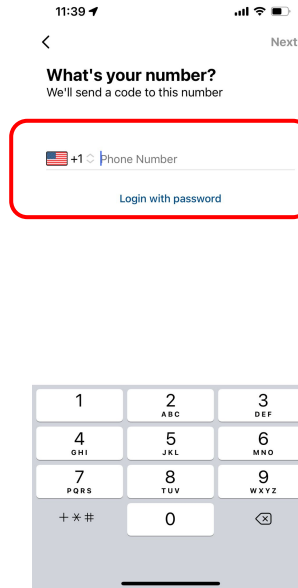 11:39
Next
What's your number?
We'll send a code to this number
+1 Phone Number
Login with password
1 2 3
ABC DEF
4 5 6
GHI JKL MNO
7 8 9
PQRS TUV WXYZ
+*# 0